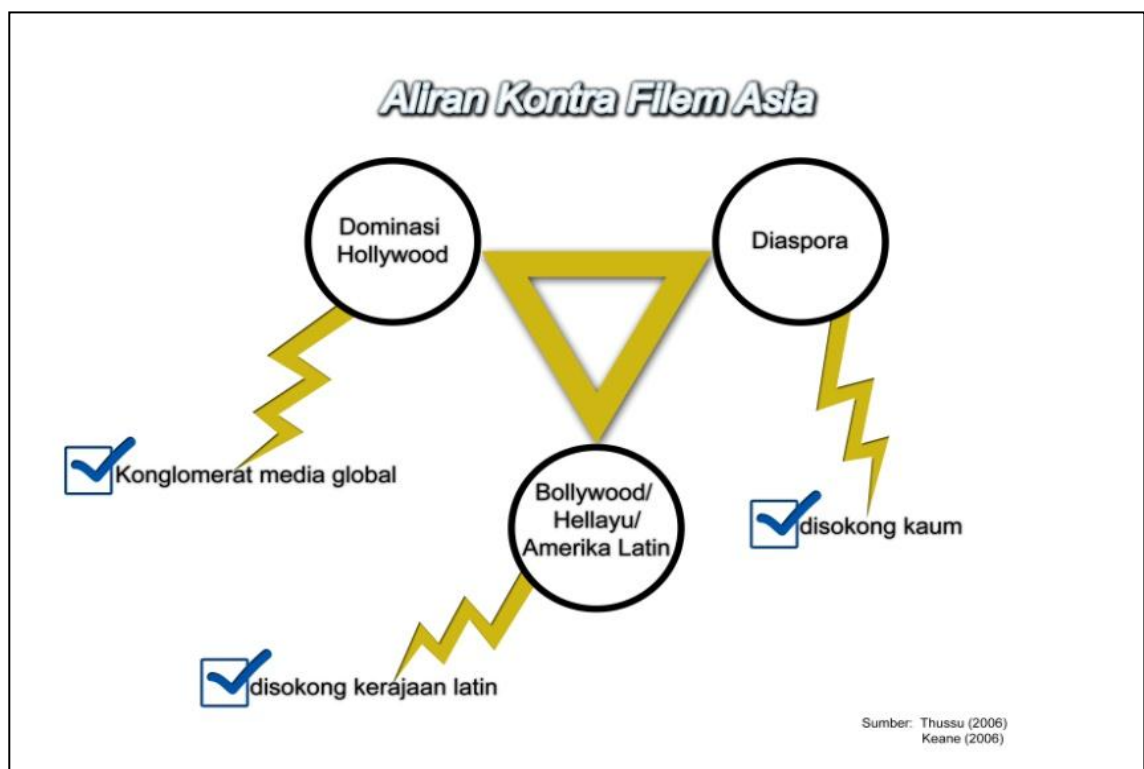 Aliran Kontra Filem Asia
Dominasi
Hollywood
Diaspora
Konglomerat media global
Bollywood/
Hellayu/
Amerika Latin
disokong kaum
disokong kerajaan latin
Sumber: Thussu (2006)
Keane (2006)